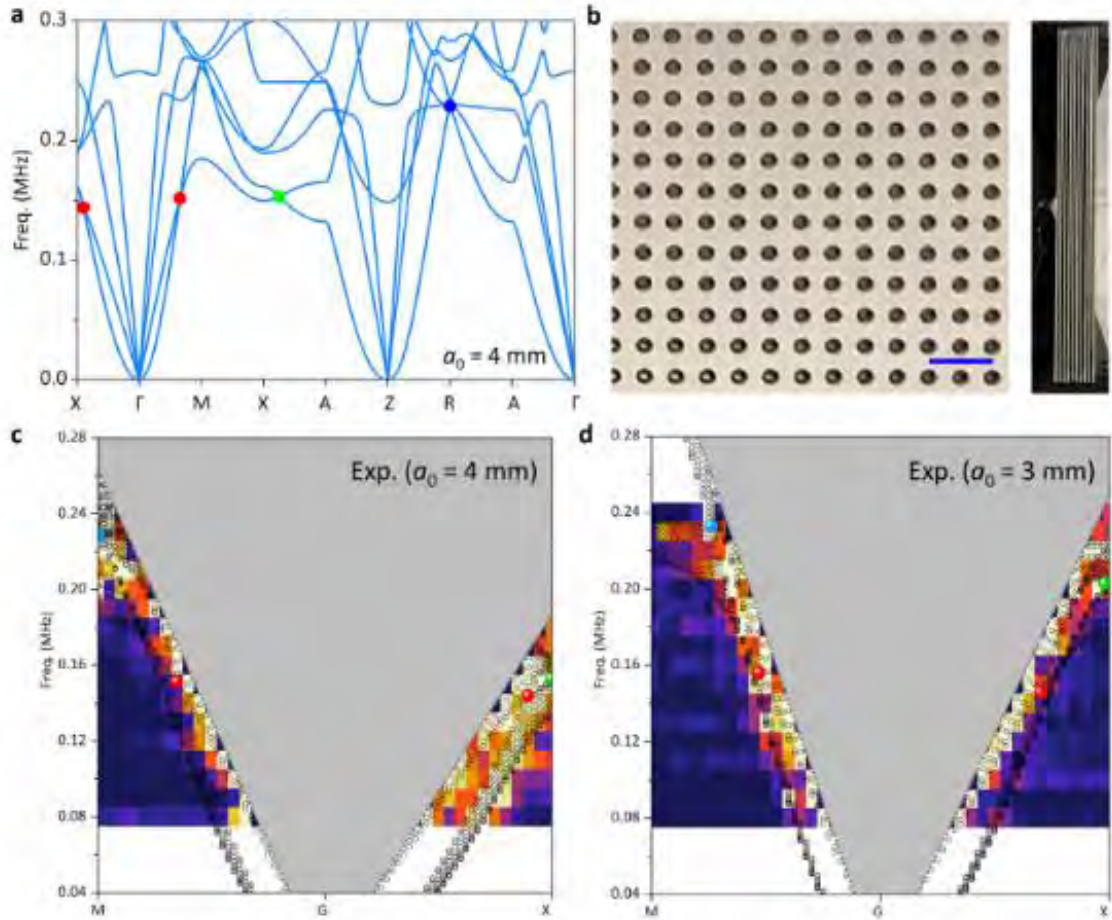 a
0.3
0.2
Freq. (MHz)
0.1
0.0
a₀ = 4 mm
X Γ M X A Z R A Γ
b
c
0.28
0.24
0.20
Freq. (MHz)
0.16
0.12
0.08
0.04
Exp. (a₀ = 4 mm)
M G X
d
0.28
0.24
0.20
Freq. (MHz)
0.16
0.12
0.08
0.04
Exp. (a₀ = 3 mm)
M G X